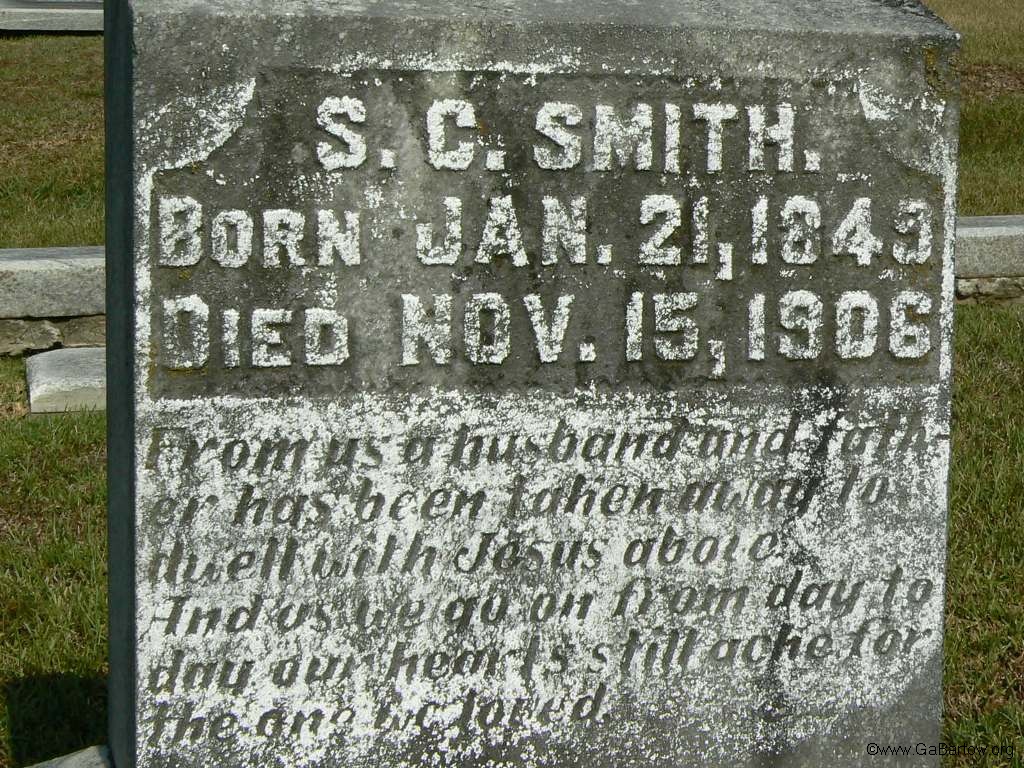 S. C. SMITH.
BORN JAN. 21, 1849
DIED NOV. 15, 1906
From us a husband and fath-
er has been taken away to
dwell with Jesus above.
And as we go on from day to
day our hearts still ache for
the one we loved.
©www.GaBartow.org